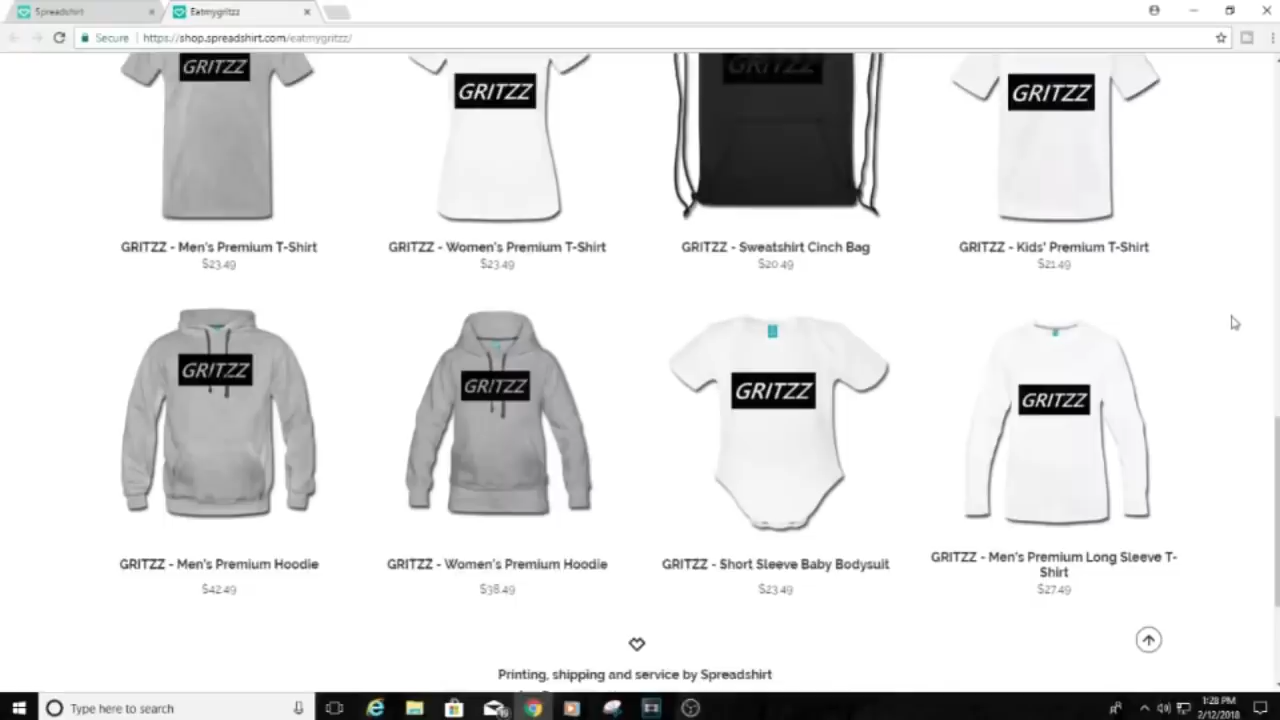 Spreadshirt
Eatmygritzz
Secure
https://shop.spreadshirt.com/eatmygritzz/
GRITZZ
GRITZZ
GRITZZ
GRITZZ
GRITZZ - Men's Premium T-Shirt
$23.49
GRITZZ - Women's Premium T-Shirt
$23.49
GRITZZ - Sweatshirt Cinch Bag
$20.49
GRITZZ - Kids' Premium T-Shirt
$21.49
GRITZZ
GRITZZ
GRITZZ
GRITZZ
GRITZZ - Men's Premium Hoodie
$42.49
GRITZZ - Women's Premium Hoodie
$38.49
GRITZZ - Short Sleeve Baby Bodysuit
$23.49
GRITZZ - Men's Premium Long Sleeve T-
Shirt
$27.49
Printing, shipping and service by Spreadshirt
Type here to search
1:28 PM
2/12/2018